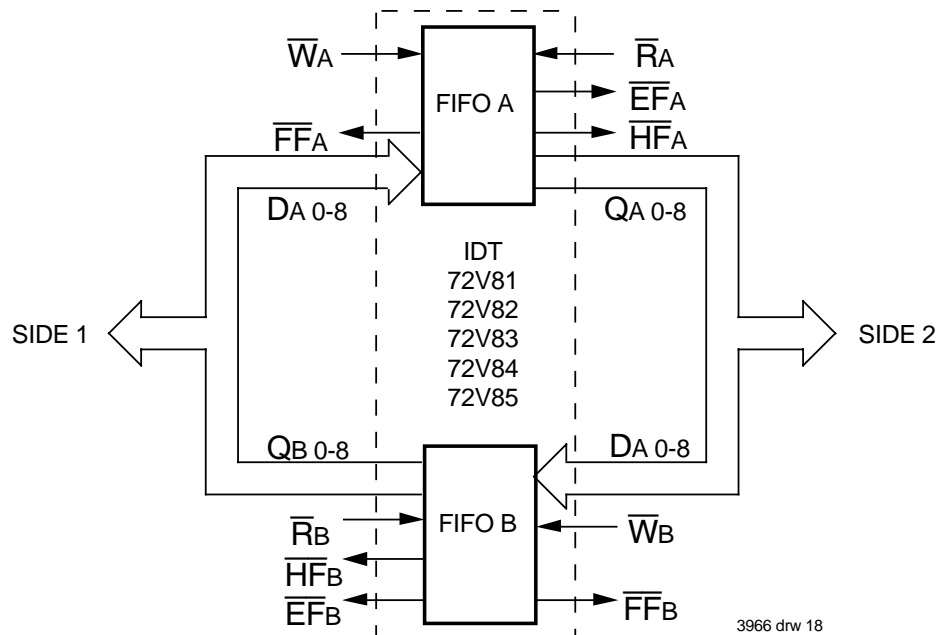 W̅A
R̅A
FIFO A
E̅F̅A
F̅F̅A
H̅F̅A
DA 0-8
QA 0-8
IDT
72V81
72V82
72V83
72V84
72V85
SIDE 1
SIDE 2
QB 0-8
DA 0-8
R̅B
FIFO B
W̅B
H̅F̅B
E̅F̅B
F̅F̅B
3966 drw 18